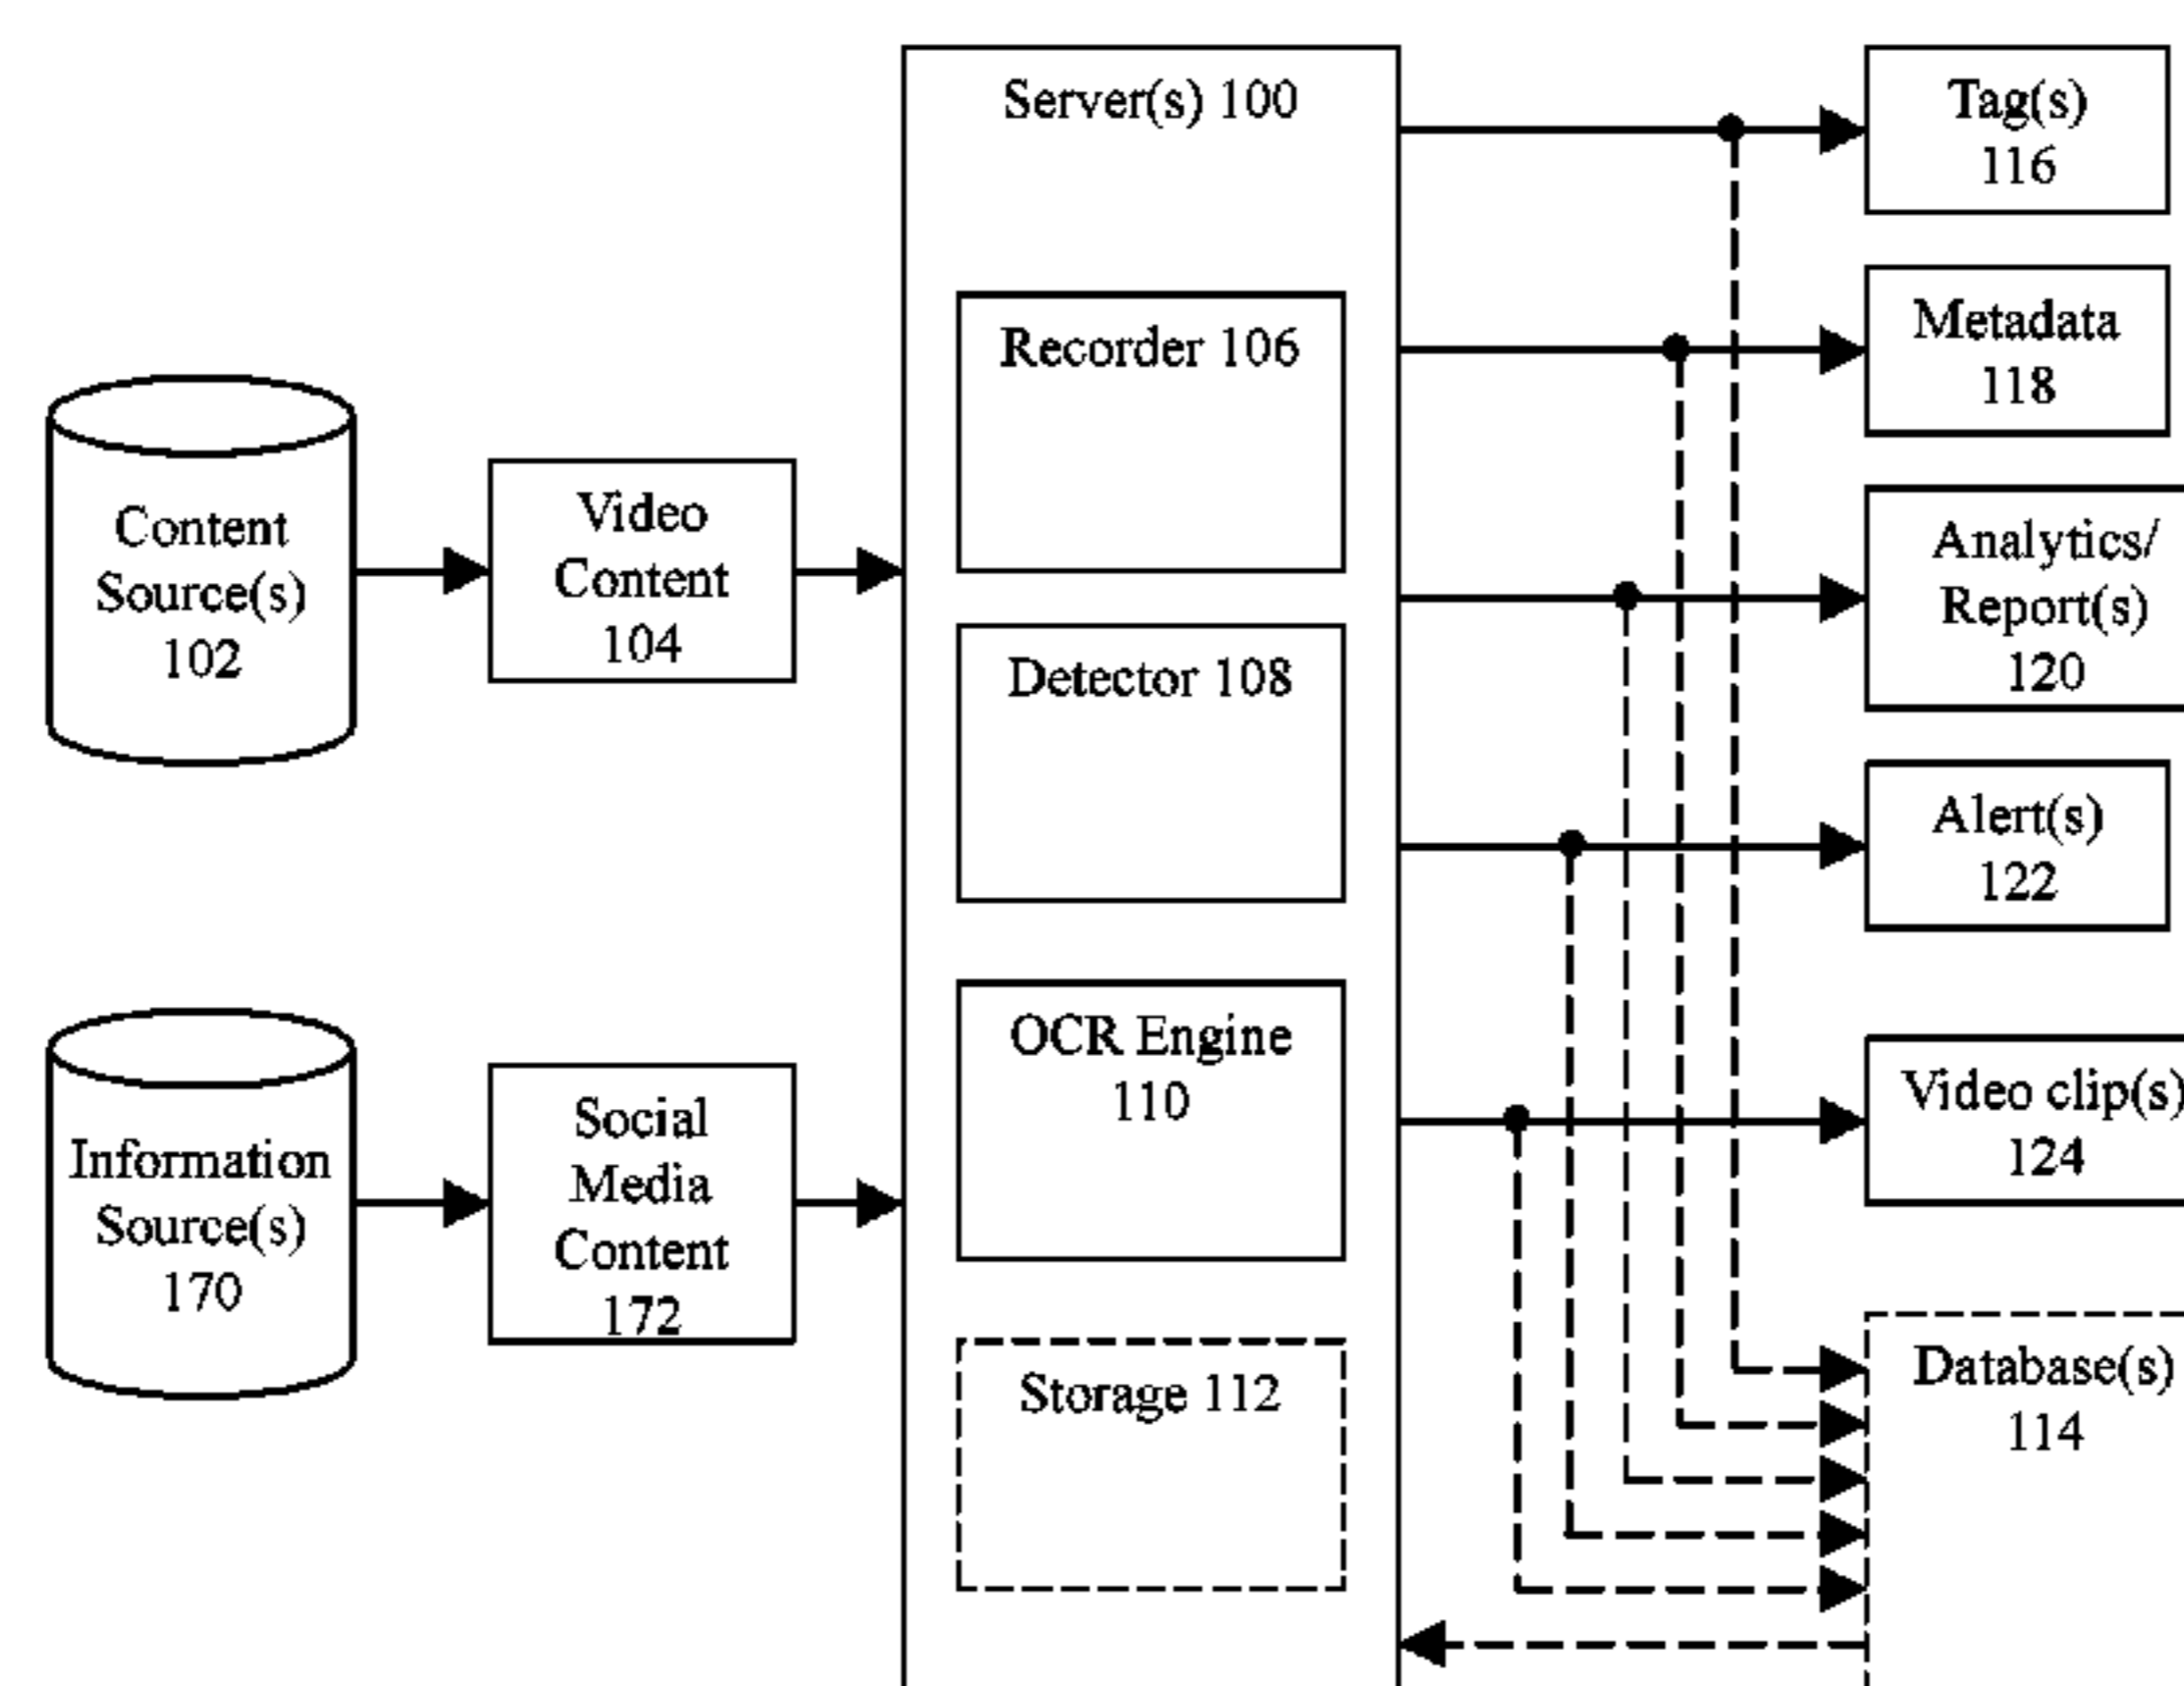 Server(s) 100
Recorder 106
Detector 108
OCR Engine
110
Storage 112
Content
Source(s)
102
Video
Content
104
Information
Source(s)
170
Social
Media
Content
172
Tag(s)
116
Metadata
118
Analytics/
Report(s)
120
Alert(s)
122
Video clip(s)
124
Database(s)
114